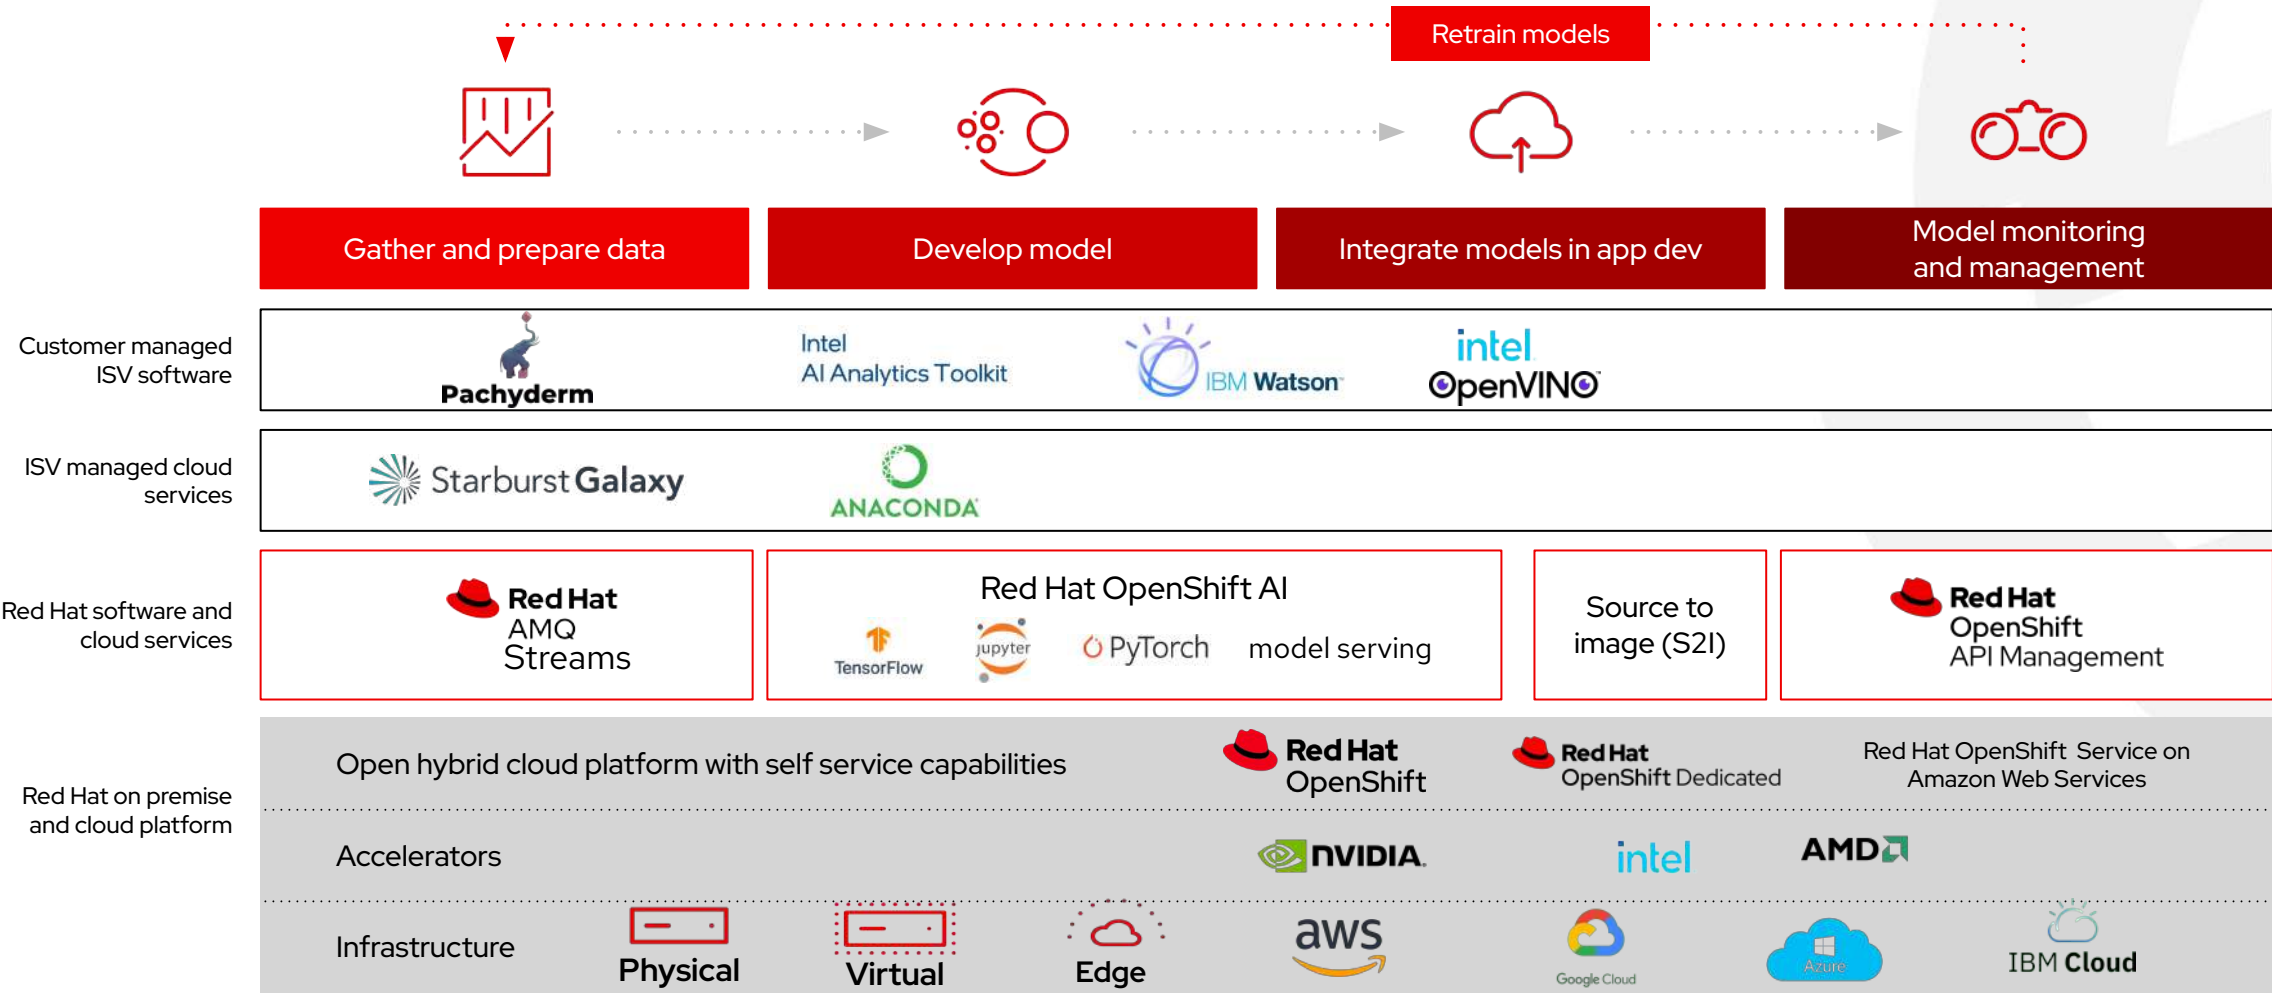 Retrain models
Gather and prepare data
Develop model
Integrate models in app dev
Model monitoring
and management
Customer managed
ISV software
Pachyderm
Intel
AI Analytics Toolkit
IBM Watson
intel
OpenVINO
ISV managed cloud
services
Starburst Galaxy
ANACONDA
Red Hat software and
cloud services
Red Hat
AMQ
Streams
Red Hat OpenShift AI
TensorFlow
jupyter
PyTorch
model serving
Source to
image (S2I)
Red Hat
OpenShift
API Management
Red Hat on premise
and cloud platform
Open hybrid cloud platform with self service capabilities
Red Hat
OpenShift
Red Hat
OpenShift Dedicated
Red Hat OpenShift Service on
Amazon Web Services
Accelerators
NVIDIA.
intel
AMD
Infrastructure
Physical
Virtual
Edge
aws
Google Cloud
Azure
IBM Cloud